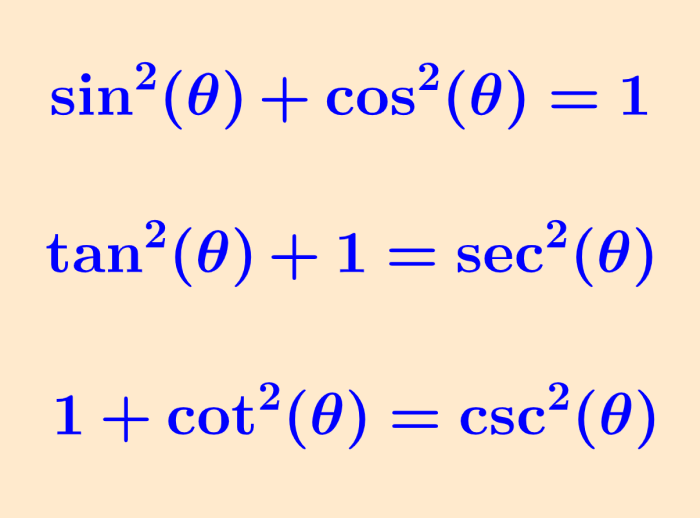 sin²(θ) + cos²(θ) = 1
tan²(θ) + 1 = sec²(θ)
1 + cot²(θ) = csc²(θ)